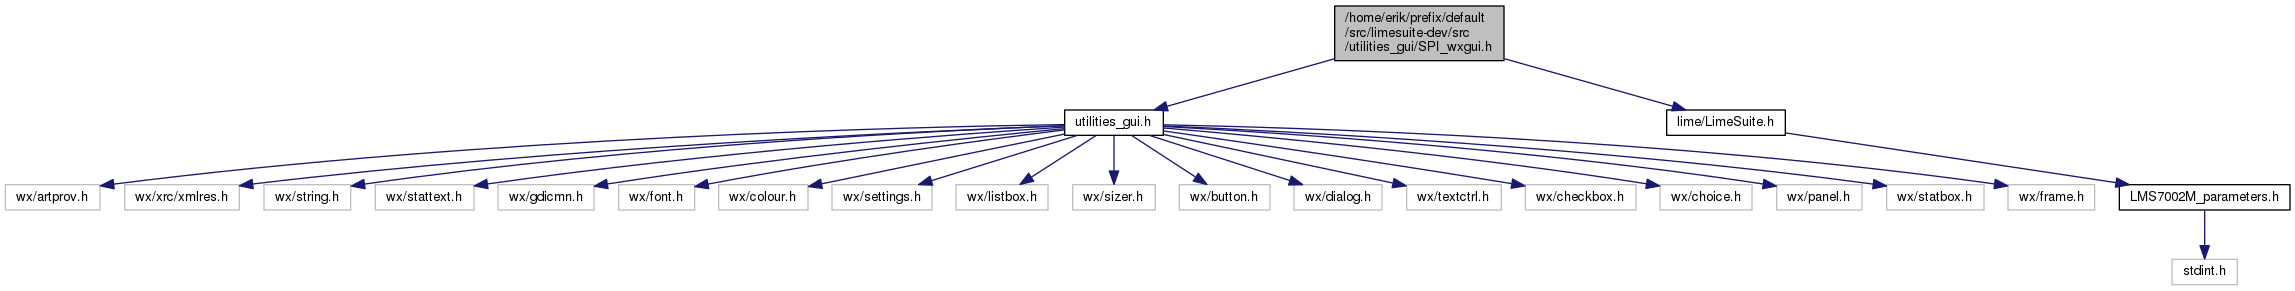 /home/erik/prefix/default
/src/limesuite-dev/src
/utilities_gui/SPI_wxgui.h
utilities_gui.h
lime/LimeSuite.h
wx/artprov.h
wx/xrc/xmlres.h
wx/string.h
wx/stattext.h
wx/gdicmn.h
wx/font.h
wx/colour.h
wx/settings.h
wx/listbox.h
wx/sizer.h
wx/button.h
wx/dialog.h
wx/textctrl.h
wx/checkbox.h
wx/choice.h
wx/panel.h
wx/statbox.h
wx/frame.h
LMS7002M_parameters.h
stdint.h